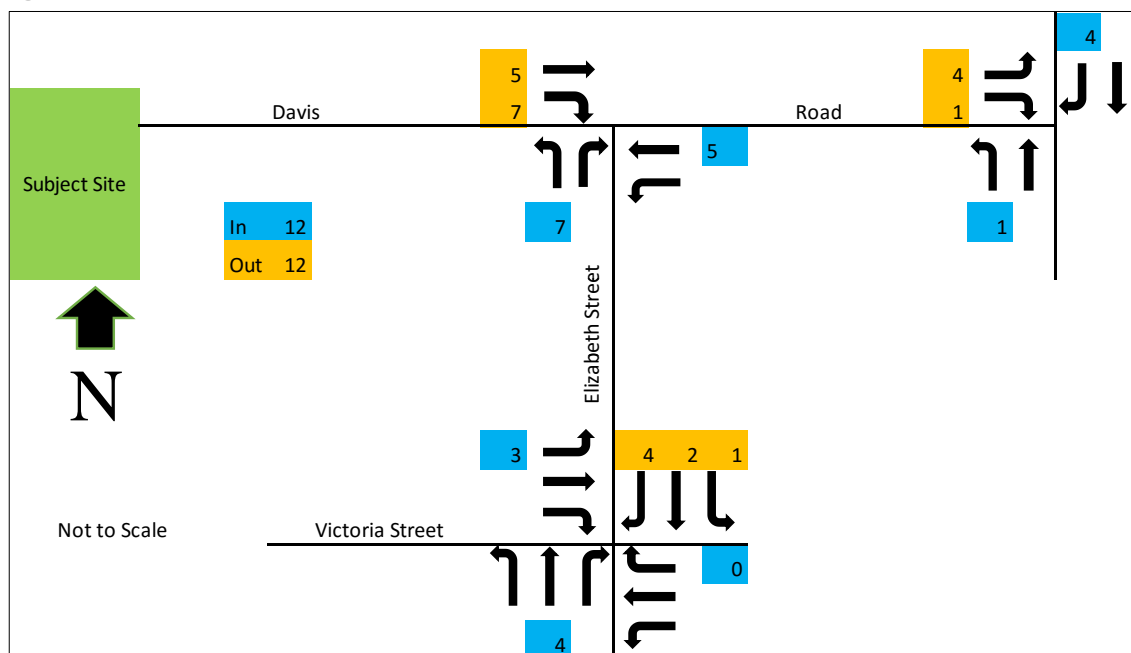 4
5
4
7
Davis
Road
1
5
Subject Site
In 12
7
1
Out 12
Elizabeth Street
N
3
4 2 1
Not to Scale
Victoria Street
0
4